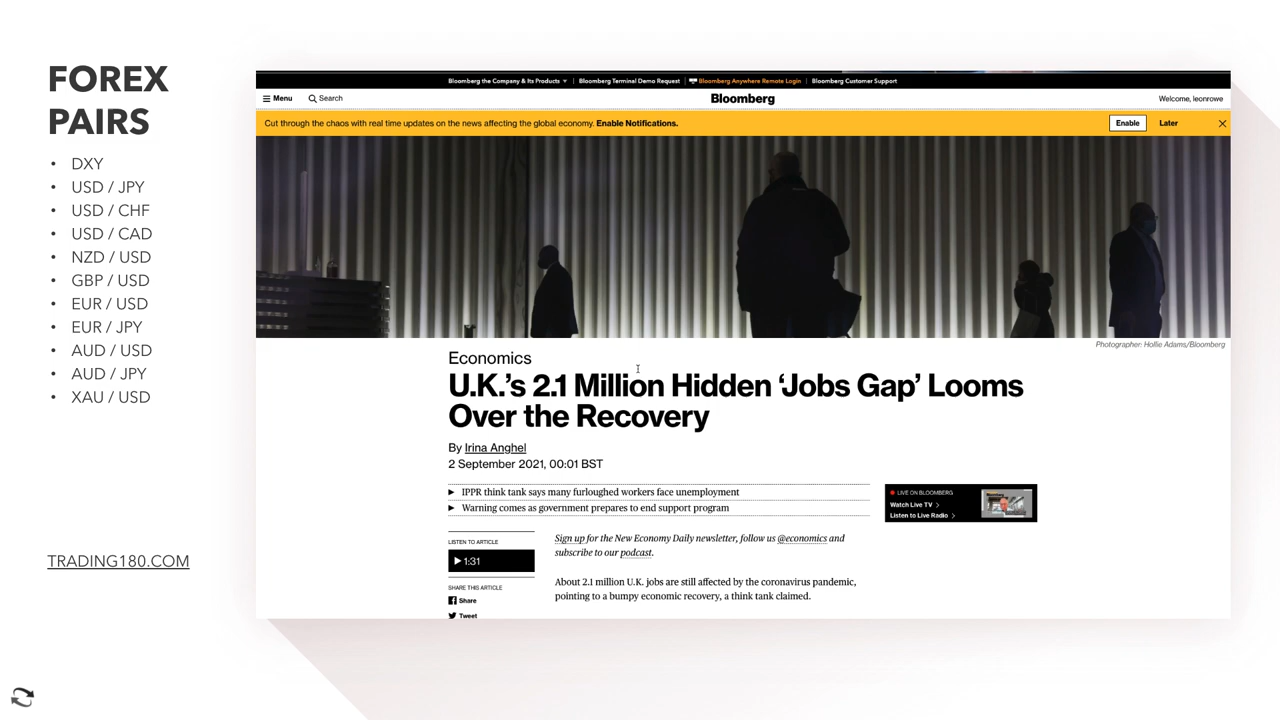 FOREX
PAIRS
• DXY
• USD / JPY
• USD / CHF
• USD / CAD
• NZD / USD
• GBP / USD
• EUR / USD
• EUR / JPY
• AUD / USD
• AUD / JPY
• XAU / USD
TRADING180.COM
Bloomberg the Company & Its Products | Bloomberg Terminal Demo Request | Bloomberg Anywhere Remote Login | Bloomberg Customer Support
Menu Search Bloomberg Welcome, leonrowe
Cut through the chaos with real time updates on the news affecting the global economy. Enable Notifications. Enable Later
Photographer: Hollie Adams/Bloomberg
Economics
U.K.’s 2.1 Million Hidden ‘Jobs Gap’ Looms
Over the Recovery
By Irina Anghel
2 September 2021, 00:01 BST
IPPR think tank says many furloughed workers face unemployment
Warning comes as government prepares to end support program
LIVE ON BLOOMBERG
Watch Live TV
Listen to Live Radio
LISTEN TO ARTICLE
1:31
SHARE THIS ARTICLE
Share
Tweet
Sign up for the New Economy Daily newsletter, follow us @economics and
subscribe to our podcast.
About 2.1 million U.K. jobs are still affected by the coronavirus pandemic,
pointing to a bumpy economic recovery, a think tank claimed.